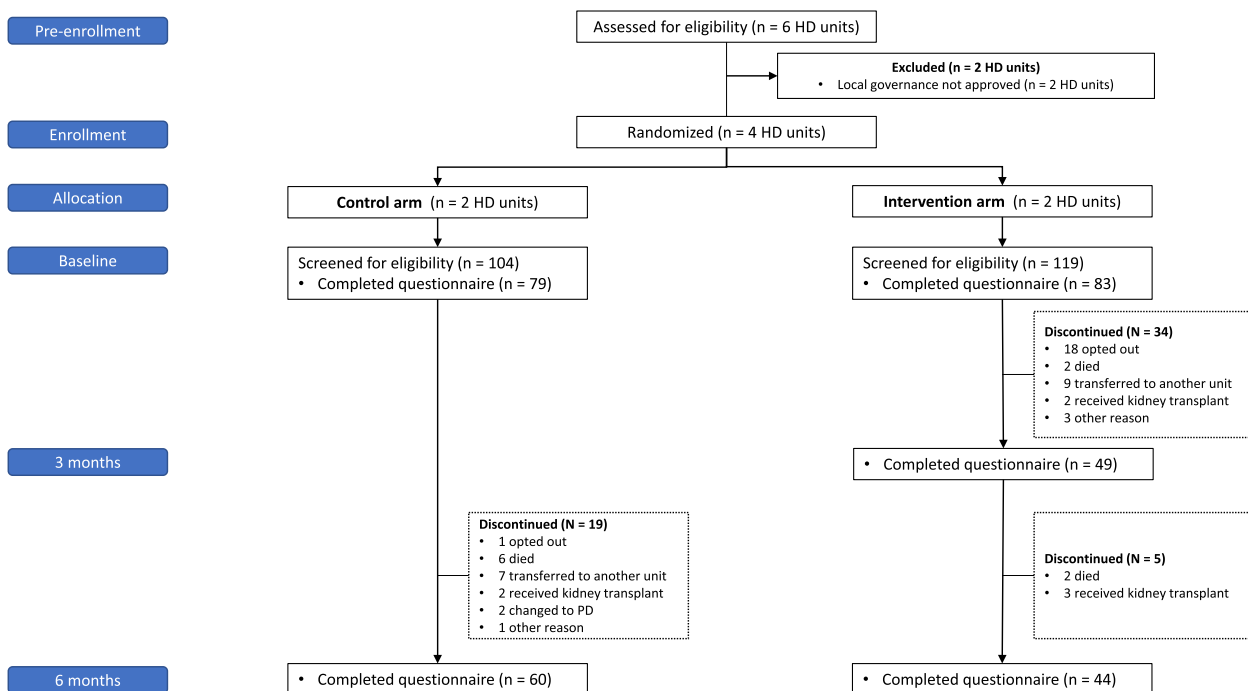 Pre-enrollment
Assessed for eligibility (n = 6 HD units)
Excluded (n = 2 HD units)
• Local governance not approved (n = 2 HD units)
Enrollment
Randomized (n = 4 HD units)
Allocation
Control arm (n = 2 HD units)
Intervention arm (n = 2 HD units)
Baseline
Screened for eligibility (n = 104)
• Completed questionnaire (n = 79)
Screened for eligibility (n = 119)
• Completed questionnaire (n = 83)
Discontinued (N = 34)
• 18 opted out
• 2 died
• 9 transferred to another unit
• 2 received kidney transplant
• 3 other reason
3 months
• Completed questionnaire (n = 49)
Discontinued (N = 19)
• 1 opted out
• 6 died
• 7 transferred to another unit
• 2 received kidney transplant
• 2 changed to PD
• 1 other reason
Discontinued (N = 5)
• 2 died
• 3 received kidney transplant
6 months
• Completed questionnaire (n = 60)
• Completed questionnaire (n = 44)